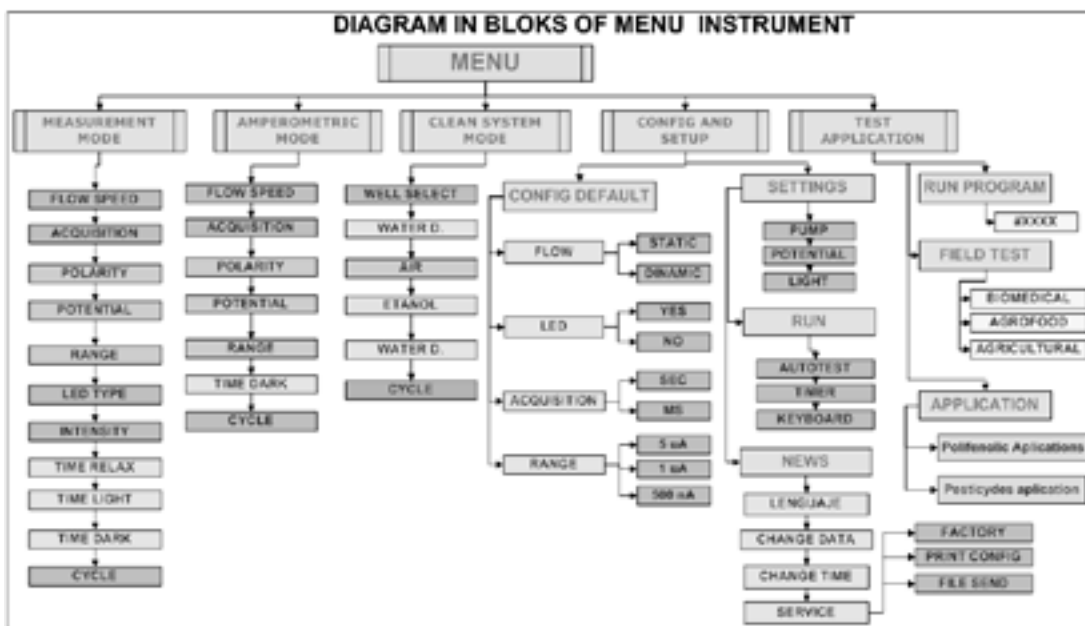 DIAGRAM IN BLOKS OF MENU INSTRUMENT
MENU
MEASUREMENT
MODE
FLOW SPEED
ACQUISITION
POLARITY
POTENTIAL
RANGE
LED TYPE
INTENSITY
TIME RELAX
TIME LIGHT
TIME DARK
CYCLE
AMPEROMETRIC
MODE
FLOW SPEED
ACQUISITION
POLARITY
POTENTIAL
RANGE
TIME DARK
CYCLE
CLEAN SYSTEM
MODE
WELL SELECT
WATER D.
AIR
ETANOL
WATER D.
CYCLE
CONFIG AND
SETUP
CONFIG DEFAULT
FLOW
STATIC
DINAMIC
LED
YES
NO
ACQUISITION
SEC
MS
RANGE
5 uA
1 uA
500 nA
SETTINGS
PUMP
POTENTIAL
LIGHT
RUN
AUTOTEST
TIMER
KEYBOARD
NEWS
LENGUAJE
CHANGE DATA
CHANGE TIME
SERVICE
FACTORY
PRINT CONFIG
FILE SEND
TEST
APPLICATION
RUN PROGRAM
#XXXX
FIELD TEST
BIOMEDICAL
AGROFOOD
AGRICULTURAL
APPLICATION
Polifenolic Aplications
Pesticydes aplication